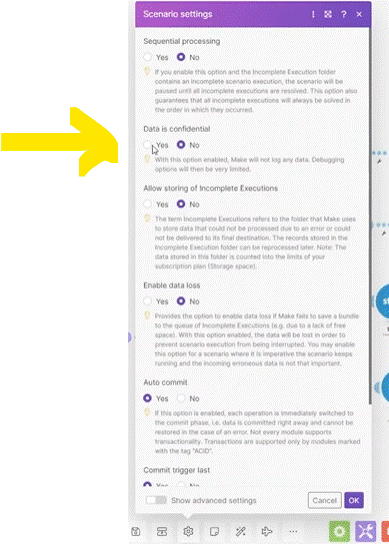 Scenario settings
Sequential processing
Yes No
If you enable this option and the Incomplete Execution folder
contains an incomplete scenario execution, the scenario will be
paused until all incomplete executions are resolved. This option also
guarantees that all incomplete executions will always be solved in
the order in which they occurred.
Data is confidential
Yes No
With this option enabled, Make will not log any data. Debugging
options will then be very limited.
Allow storing of Incomplete Executions
Yes No
The term Incomplete Executions refers to the folder that Make uses
to store data that could not be processed due to an error or could
not be delivered to its final destination. The records stored in the
Incomplete Execution folder can be reprocessed later. Note: The
data stored in this folder is counted into the limits of your
subscription plan (Storage space).
Enable data loss
Yes No
Provides the option to enable data loss if Make fails to save a bundle
to the queue of Incomplete Executions (e.g. due to a lack of free
space). With this option enabled, the data will be lost in order to
prevent scenario execution from being interrupted. You may enable
this option for a scenario where it is imperative the scenario keeps
running and the incoming erroneous data is not that important.
Auto commit
Yes No
If this option is enabled, each operation is immediately switched to
the commit phase, i.e. data is committed right away and cannot be
restored in the case of an error. Not every module supports
transactionality. Transactions are supported only by modules marked
with the tag "ACID".
Commit trigger last
Yes No
Show advanced settings Cancel OK